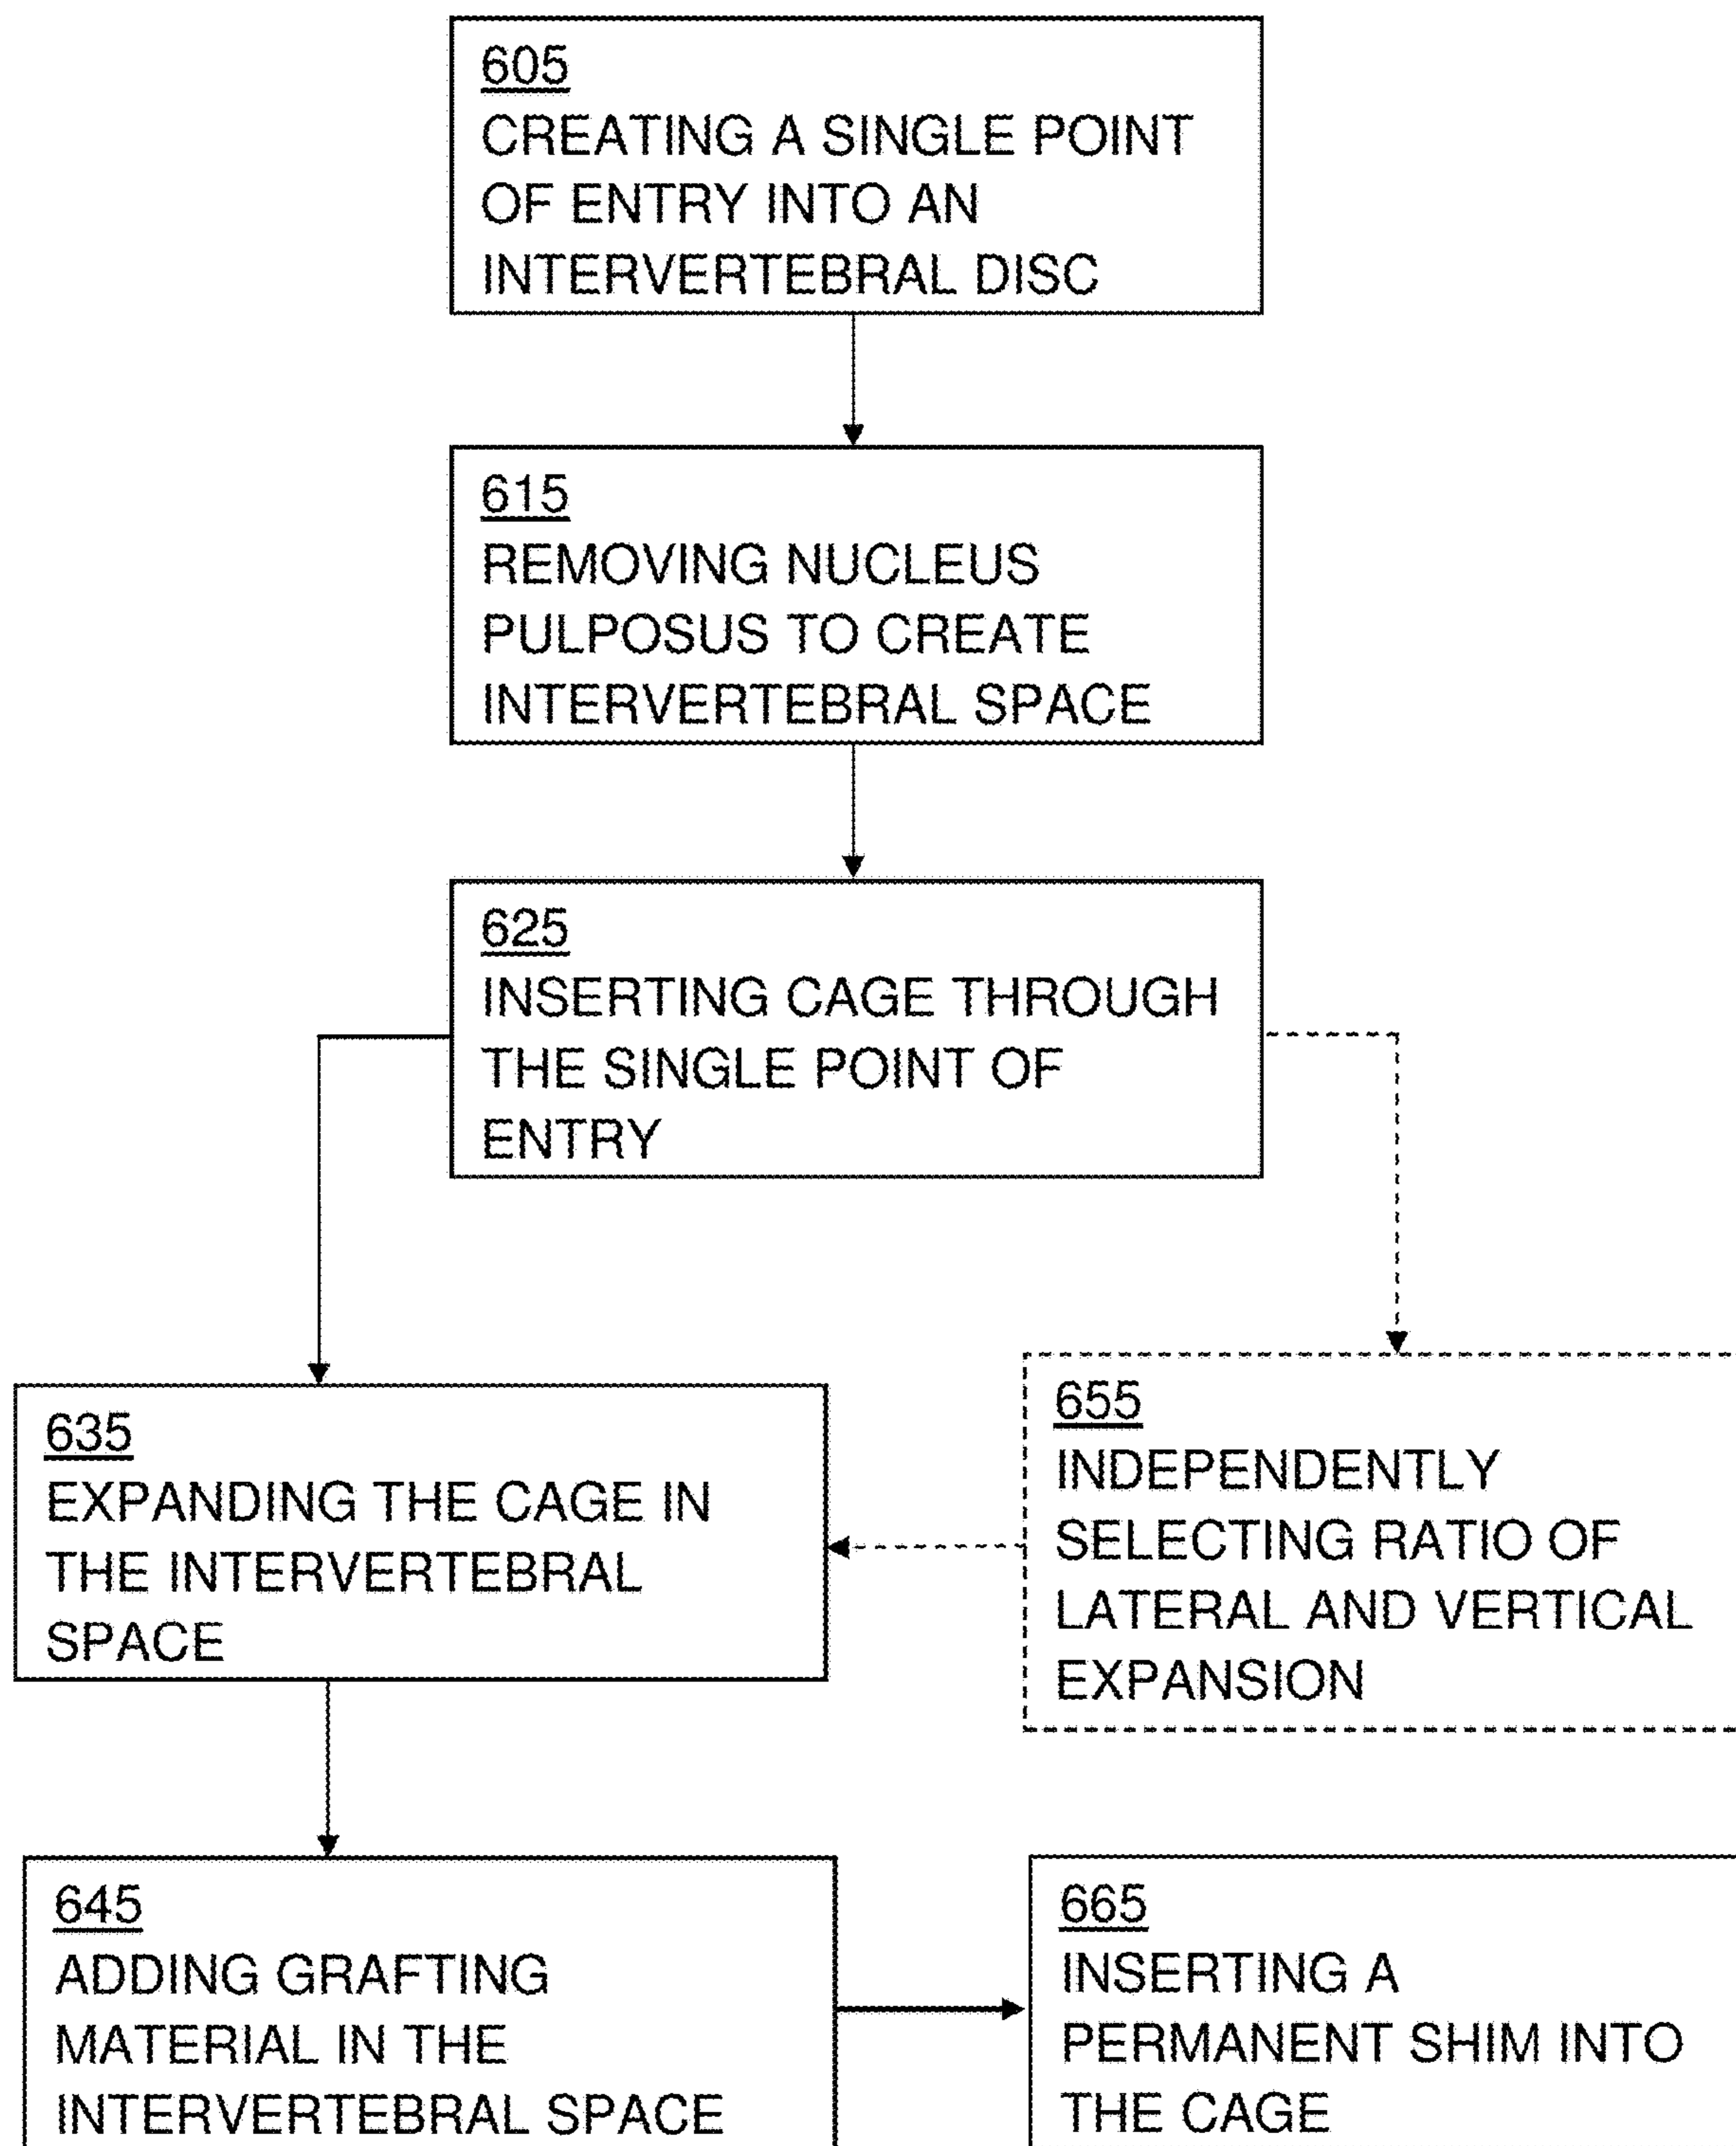 605
CREATING A SINGLE POINT
OF ENTRY INTO AN
INTERVERTEBRAL DISC
615
REMOVING NUCLEUS
PULPOSUS TO CREATE
INTERVERTEBRAL SPACE
625
INSERTING CAGE THROUGH
THE SINGLE POINT OF
ENTRY
635
EXPANDING THE CAGE IN
THE INTERVERTEBRAL
SPACE
655
INDEPENDENTLY
SELECTING RATIO OF
LATERAL AND VERTICAL
EXPANSION
645
ADDING GRAFTING
MATERIAL IN THE
INTERVERTEBRAL SPACE
665
INSERTING A
PERMANENT SHIM INTO
THE CAGE